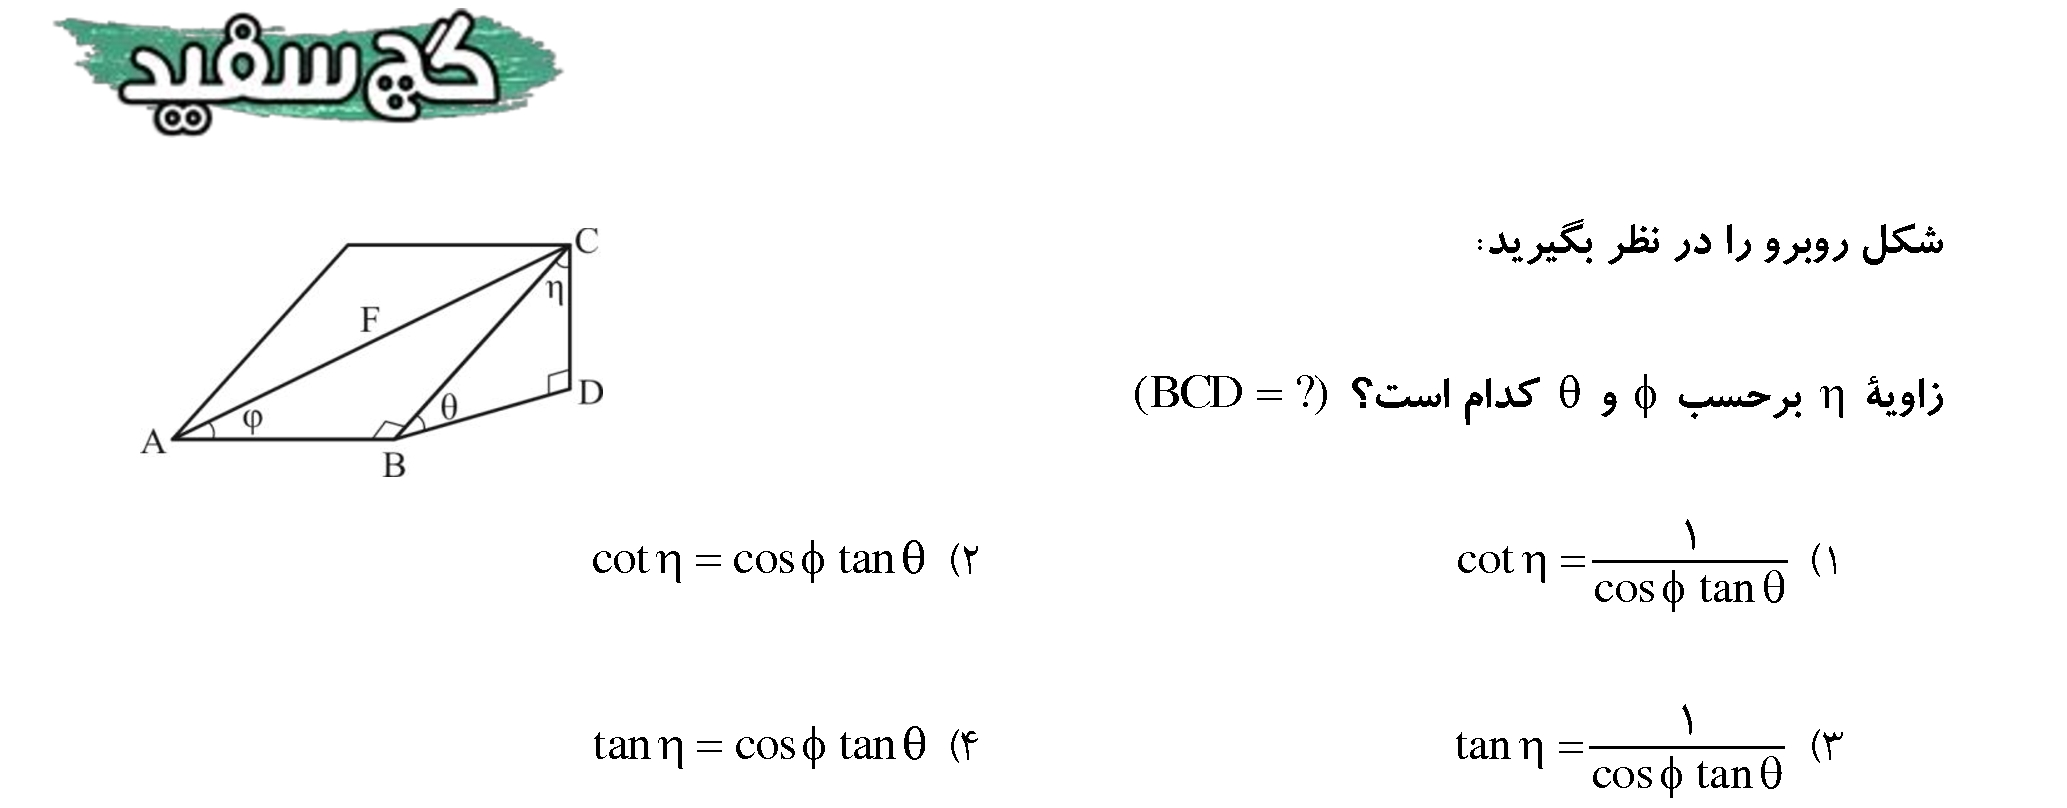 گچ سفید
شکل روبرو را در نظر بگیرید:
زاویهٔ η برحسب ϕ و θ کدام است؟ (BCD = ?)
C
η
F
D
θ
φ
A
B
۱) cot η = ۱ / (cos ϕ tan θ)
۲) cot η = cos ϕ tan θ
۳) tan η = ۱ / (cos ϕ tan θ)
۴) tan η = cos ϕ tan θ